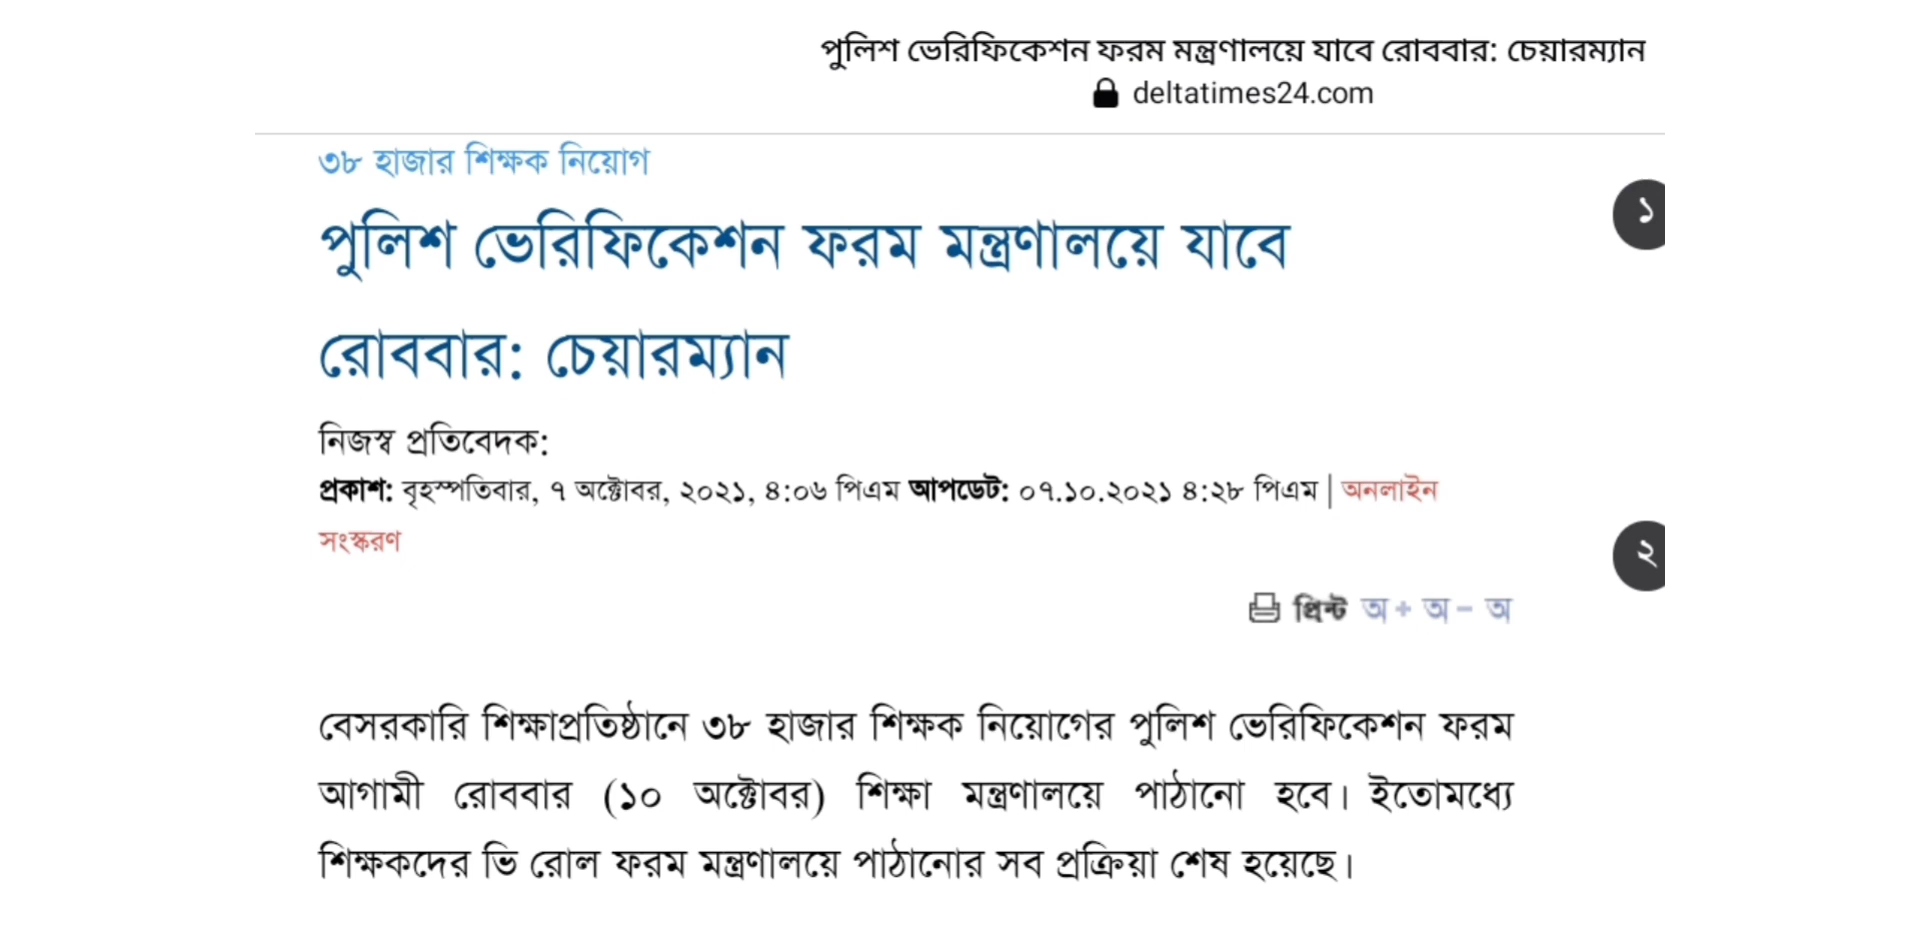 পুলিশ ভেরিফিকেশন ফরম মন্ত্রণালয়ে যাবে রোববার: চেয়ারম্যান
deltatimes24.com
৩৮ হাজার শিক্ষক নিয়োগ
১
পুলিশ ভেরিফিকেশন ফরম মন্ত্রণালয়ে যাবে
রোববার: চেয়ারম্যান
নিজস্ব প্রতিবেদক:
প্রকাশ: বৃহস্পতিবার, ৭ অক্টোবর, ২০২১, ৪:০৬ পিএম আপডেট: ০৭.১০.২০২১ ৪:২৮ পিএম | অনলাইন
সংস্করণ
২
প্রিন্ট অ+ অ- অ
বেসরকারি শিক্ষাপ্রতিষ্ঠানে ৩৮ হাজার শিক্ষক নিয়োগের পুলিশ ভেরিফিকেশন ফরম
আগামী রোববার (১০ অক্টোবর) শিক্ষা মন্ত্রণালয়ে পাঠানো হবে। ইতোমধ্যে
শিক্ষকদের ভি রোল ফরম মন্ত্রণালয়ে পাঠানোর সব প্রক্রিয়া শেষ হয়েছে।